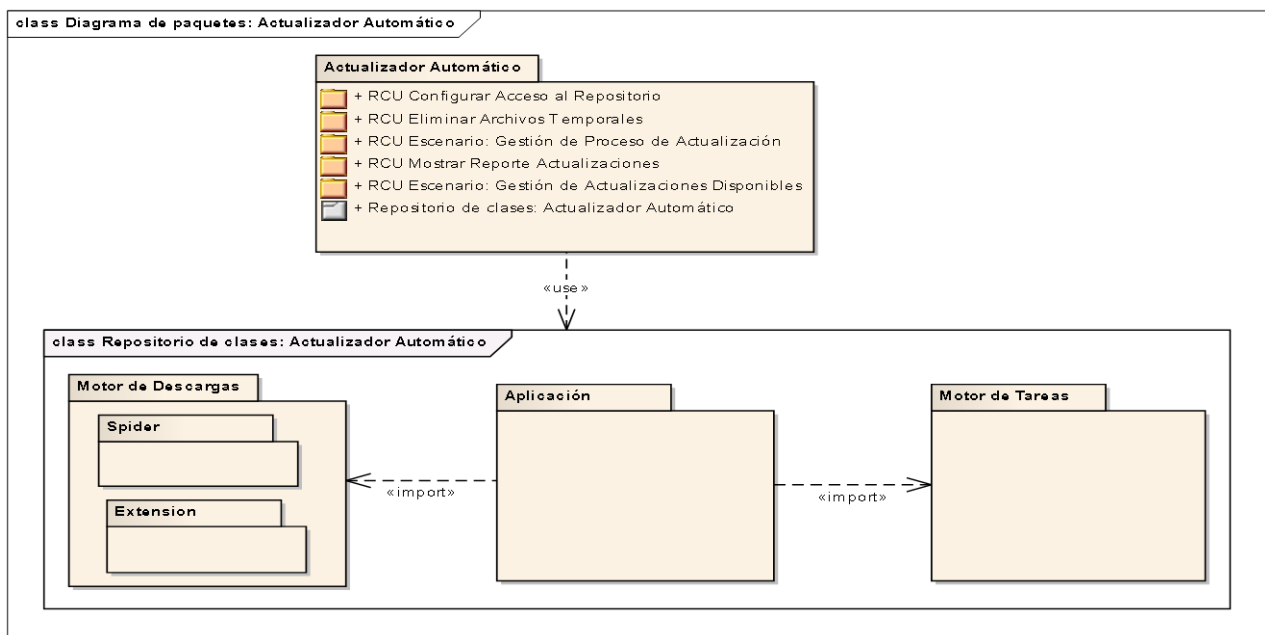 class Diagrama de paquetes: Actualizador Automático
Actualizador Automático
+ RCU Configurar Acceso al Repositorio
+ RCU Eliminar Archivos Temporales
+ RCU Escenario: Gestión de Proceso de Actualización
+ RCU Mostrar Reporte Actualizaciones
+ RCU Escenario: Gestión de Actualizaciones Disponibles
+ Repositorio de clases: Actualizador Automático
«use»
class Repositorio de clases: Actualizador Automático
Motor de Descargas
Spider
Extension
«import»
Aplicación
«import»
Motor de Tareas